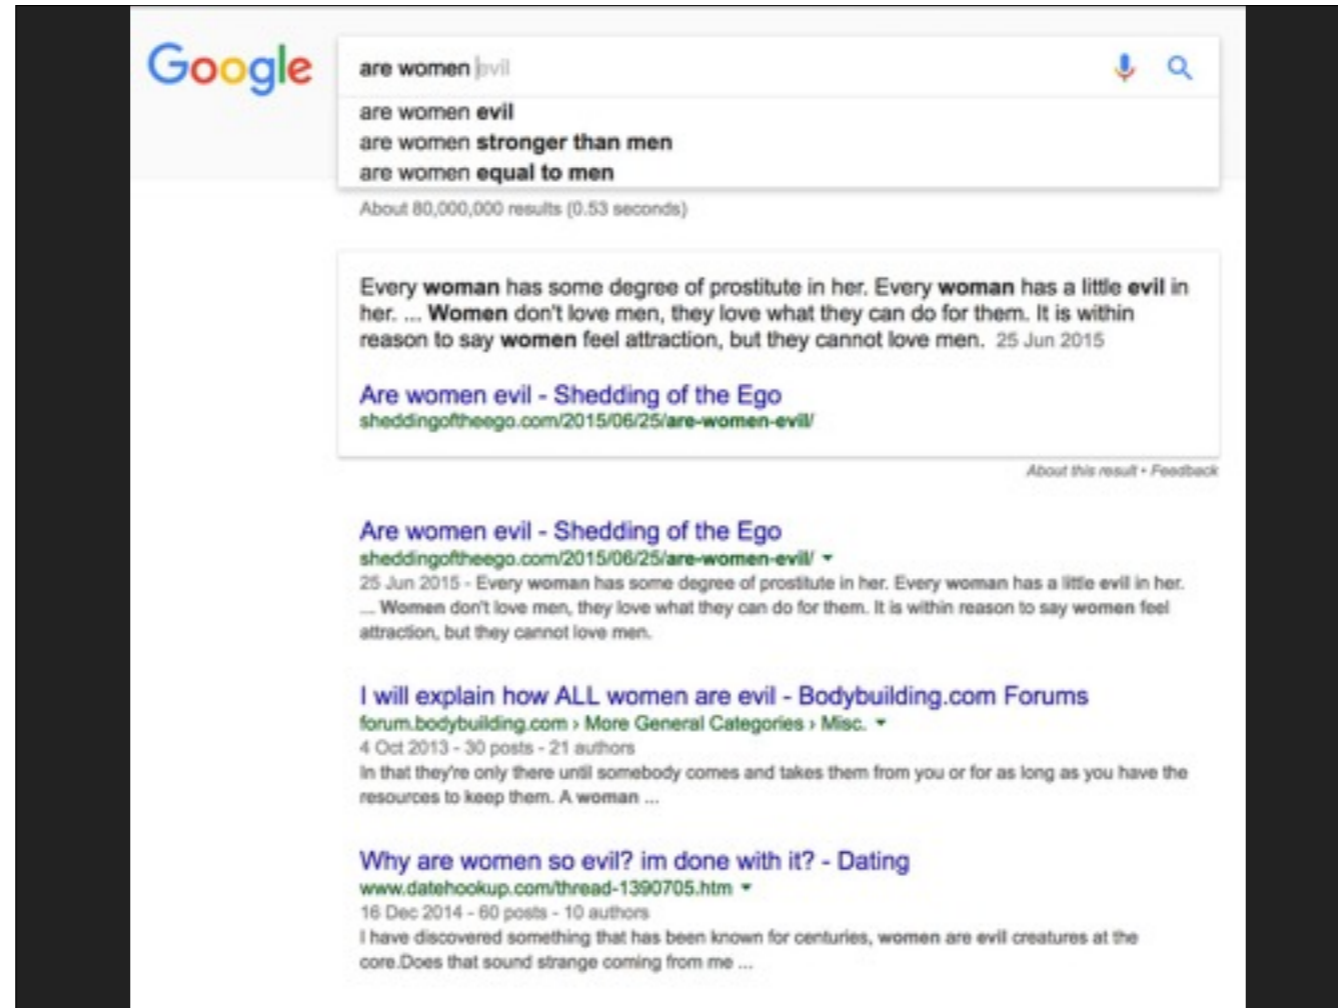 Google
are women evil
are women evil
are women stronger than men
are women equal to men
About 80,000,000 results (0.53 seconds)
Every woman has some degree of prostitute in her. Every woman has a little evil in
her. ... Women don't love men, they love what they can do for them. It is within
reason to say women feel attraction, but they cannot love men. 25 Jun 2015
Are women evil - Shedding of the Ego
sheddingoftheego.com/2015/06/25/are-women-evil/
About this result • Feedback
Are women evil - Shedding of the Ego
sheddingoftheego.com/2015/06/25/are-women-evil/
25 Jun 2015 - Every woman has some degree of prostitute in her. Every woman has a little evil in her.
... Women don't love men, they love what they can do for them. It is within reason to say women feel
attraction, but they cannot love men.
I will explain how ALL women are evil - Bodybuilding.com Forums
forum.bodybuilding.com › More General Categories › Misc.
4 Oct 2013 - 30 posts - 21 authors
In that they're only there until somebody comes and takes them from you or for as long as you have the
resources to keep them. A woman ...
Why are women so evil? im done with it? - Dating
www.datehookup.com/thread-1390705.htm
16 Dec 2014 - 60 posts - 10 authors
I have discovered something that has been known for centuries, women are evil creatures at the
core.Does that sound strange coming from me ...